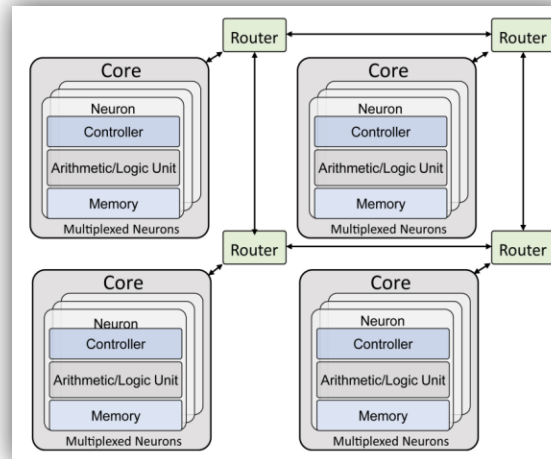 Router
Router
Core
Neuron
Controller
Arithmetic/Logic Unit
Memory
Multiplexed Neurons
Core
Neuron
Controller
Arithmetic/Logic Unit
Memory
Multiplexed Neurons
Router
Router
Core
Neuron
Controller
Arithmetic/Logic Unit
Memory
Multiplexed Neurons
Core
Neuron
Controller
Arithmetic/Logic Unit
Memory
Multiplexed Neurons